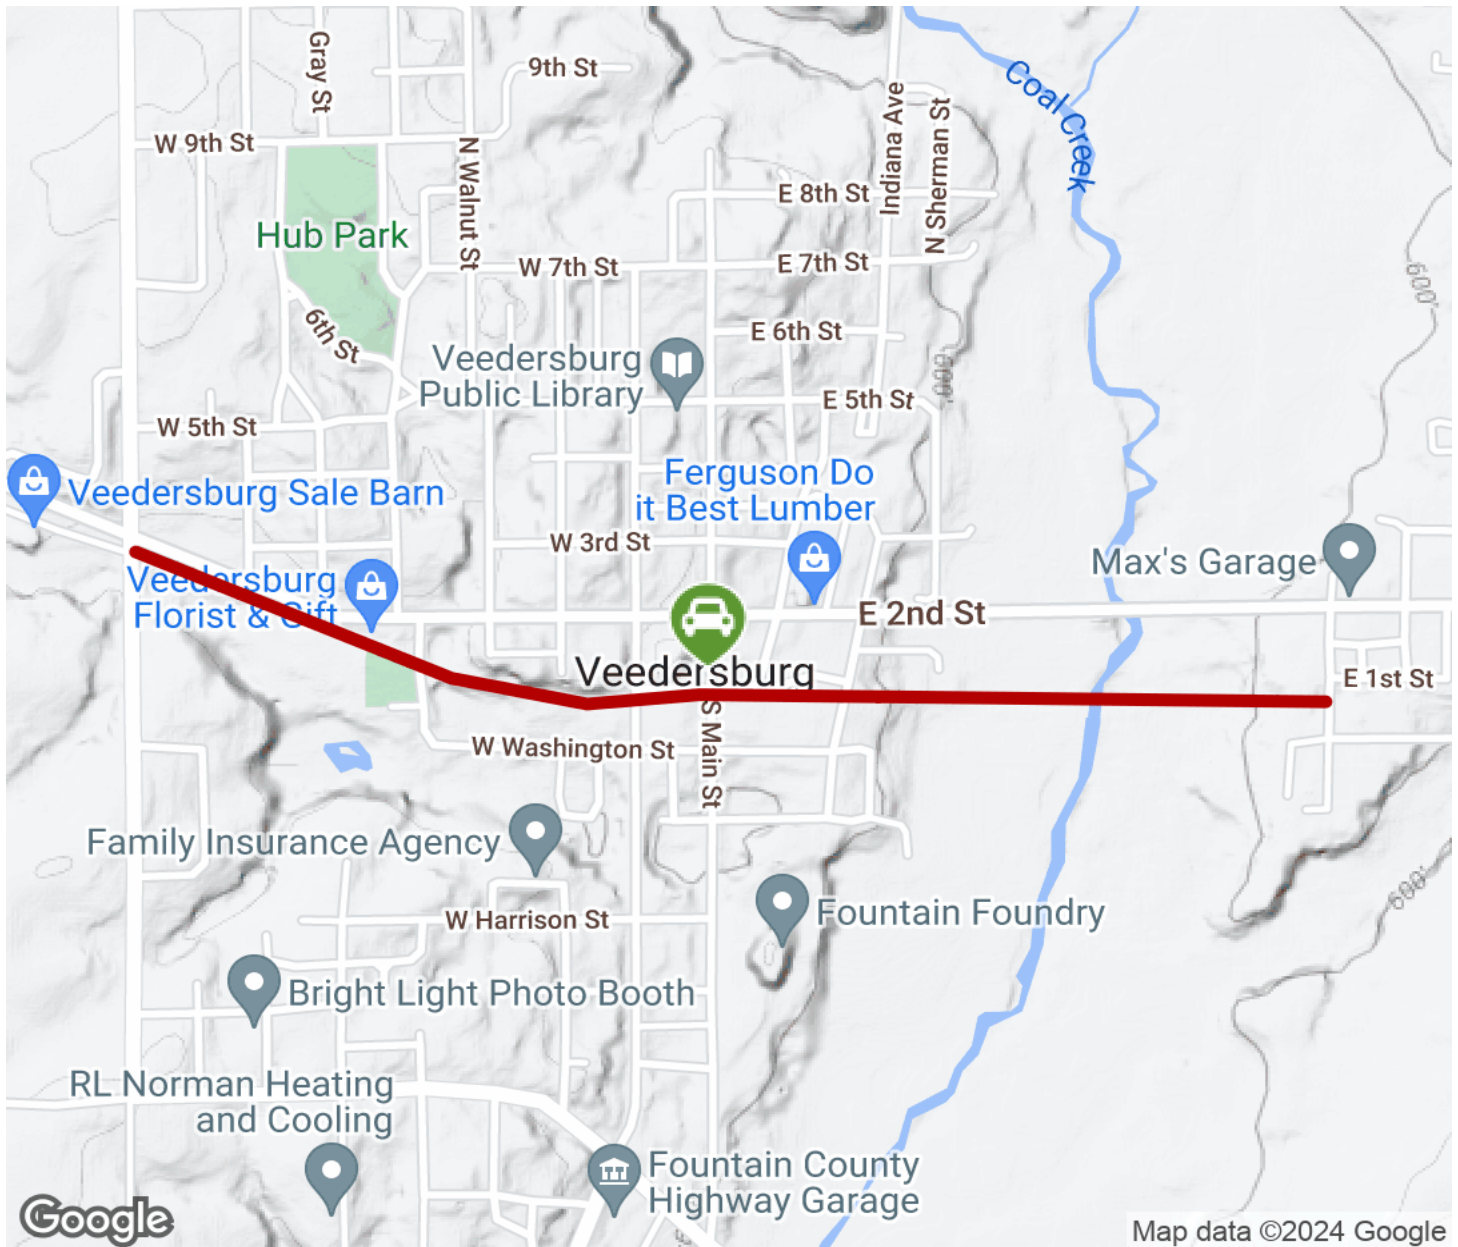 Gray St
9th St
W 9th St
N Walnut St
Indiana Ave
N Sherman St
Coal Creek
E 8th St
Hub Park
W 7th St
E 7th St
600'
6th St
E 6th St
Veedersburg
Public Library
600'
E 5th St
W 5th St
Ferguson Do
it Best Lumber
Veedersburg Sale Barn
W 3rd St
Max's Garage
Veedersburg
Florist & Gift
E 2nd St
Veedersburg
E 1st St
S Main St
W Washington St
Family Insurance Agency
600'
W Harrison St
Fountain Foundry
Bright Light Photo Booth
RL Norman Heating
and Cooling
Fountain County
Highway Garage
Google
Map data ©2024 Google